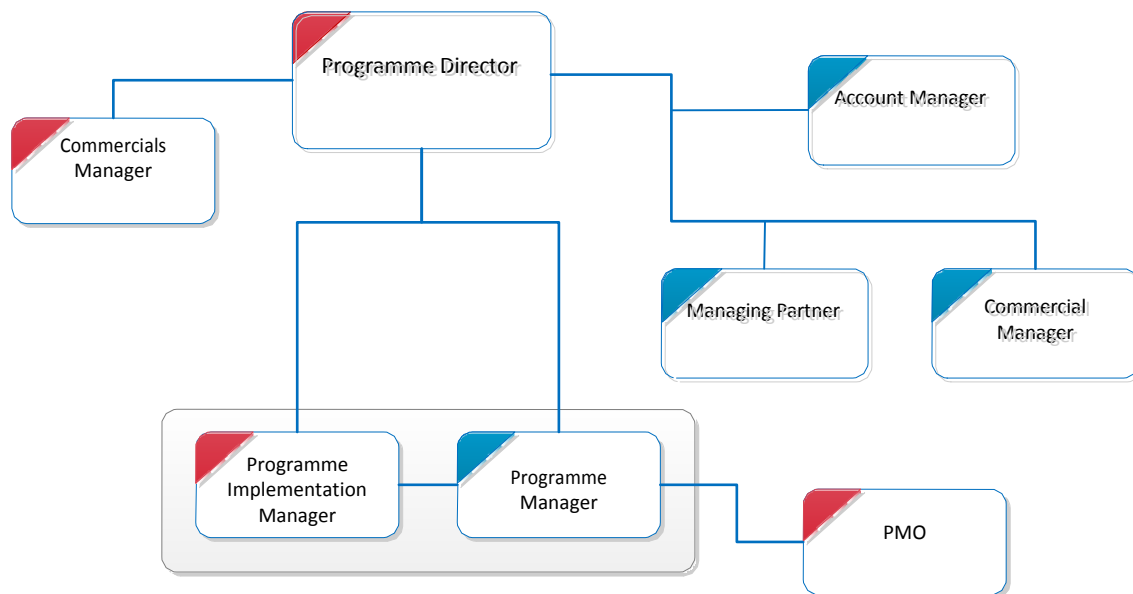 Programme Director
Account Manager
Commercials
Manager
Managing Partner
Commercial
Manager
Programme
Implementation
Manager
Programme
Manager
PMO